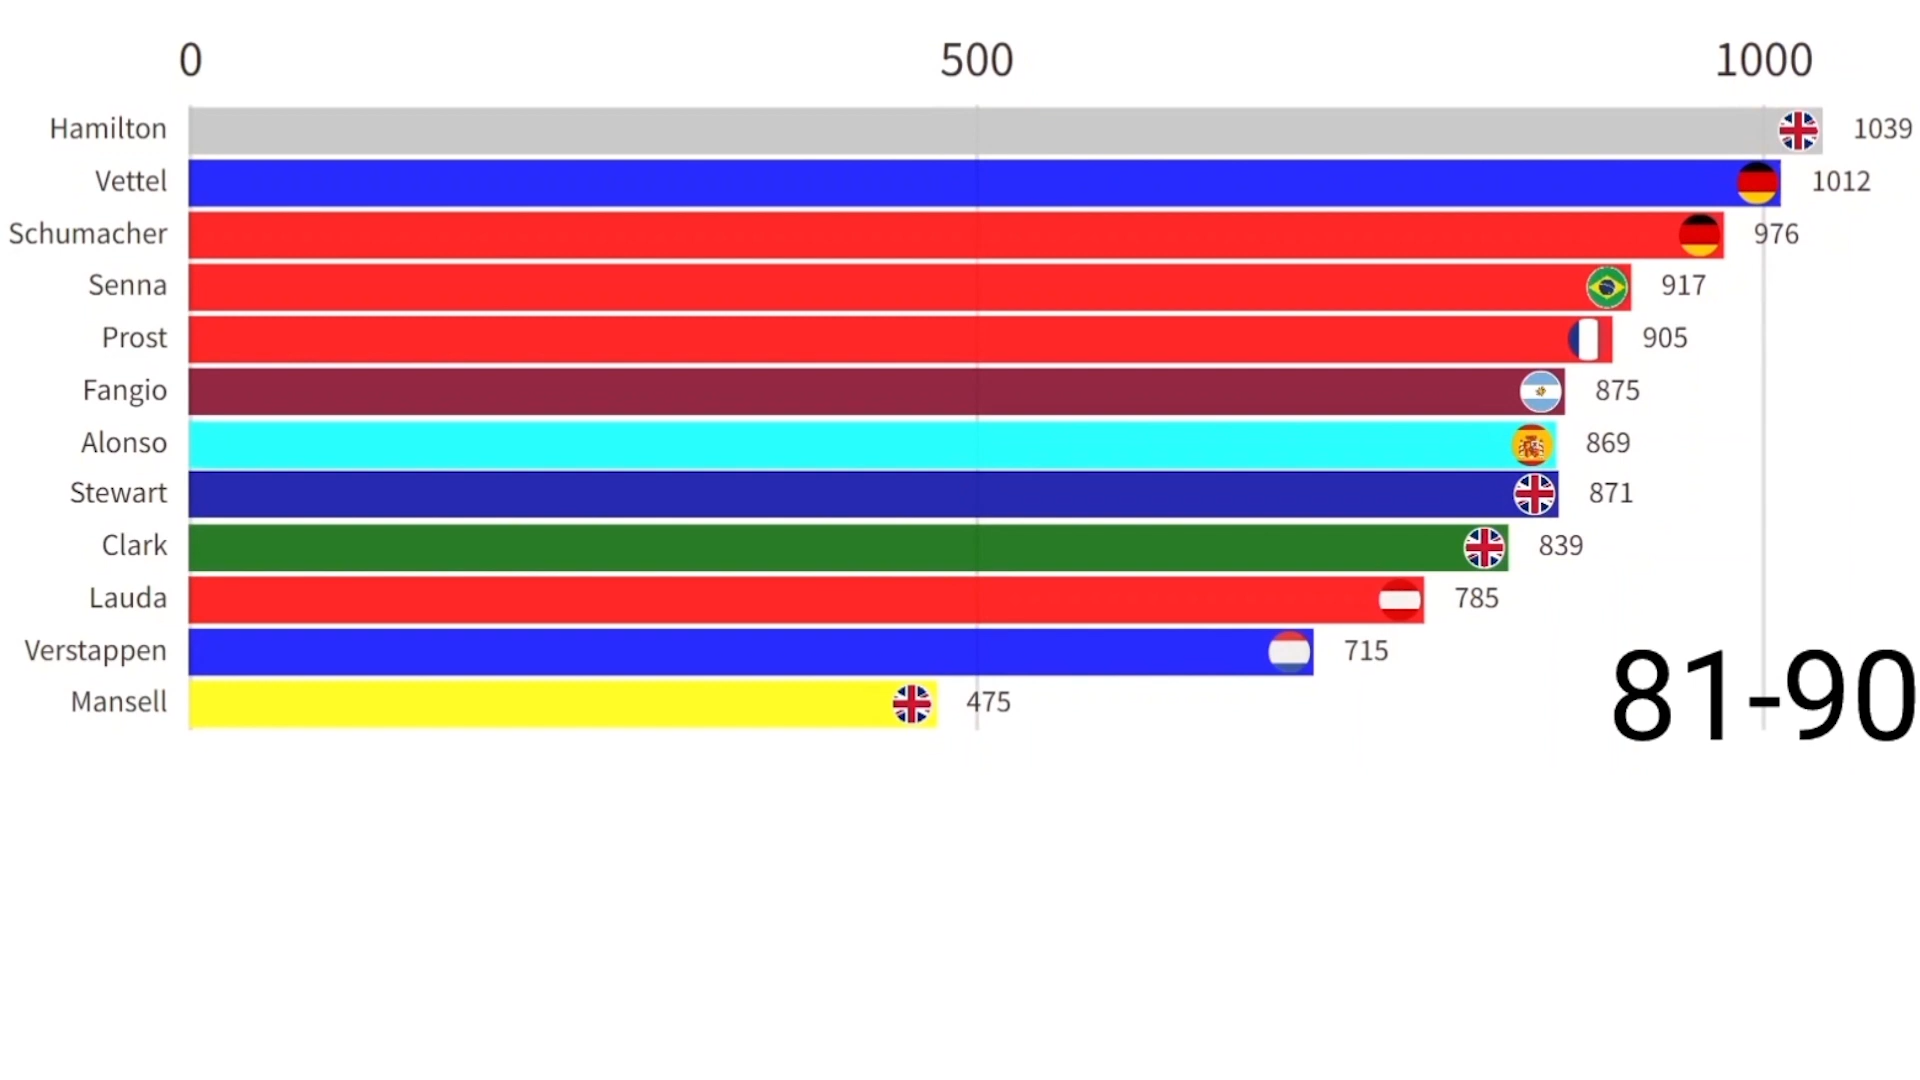 0 500 1000
Hamilton 1039
Vettel 1012
Schumacher 976
Senna 917
Prost 905
Fangio 875
Alonso 869
Stewart 871
Clark 839
Lauda 785
Verstappen 715
Mansell 475
81-90